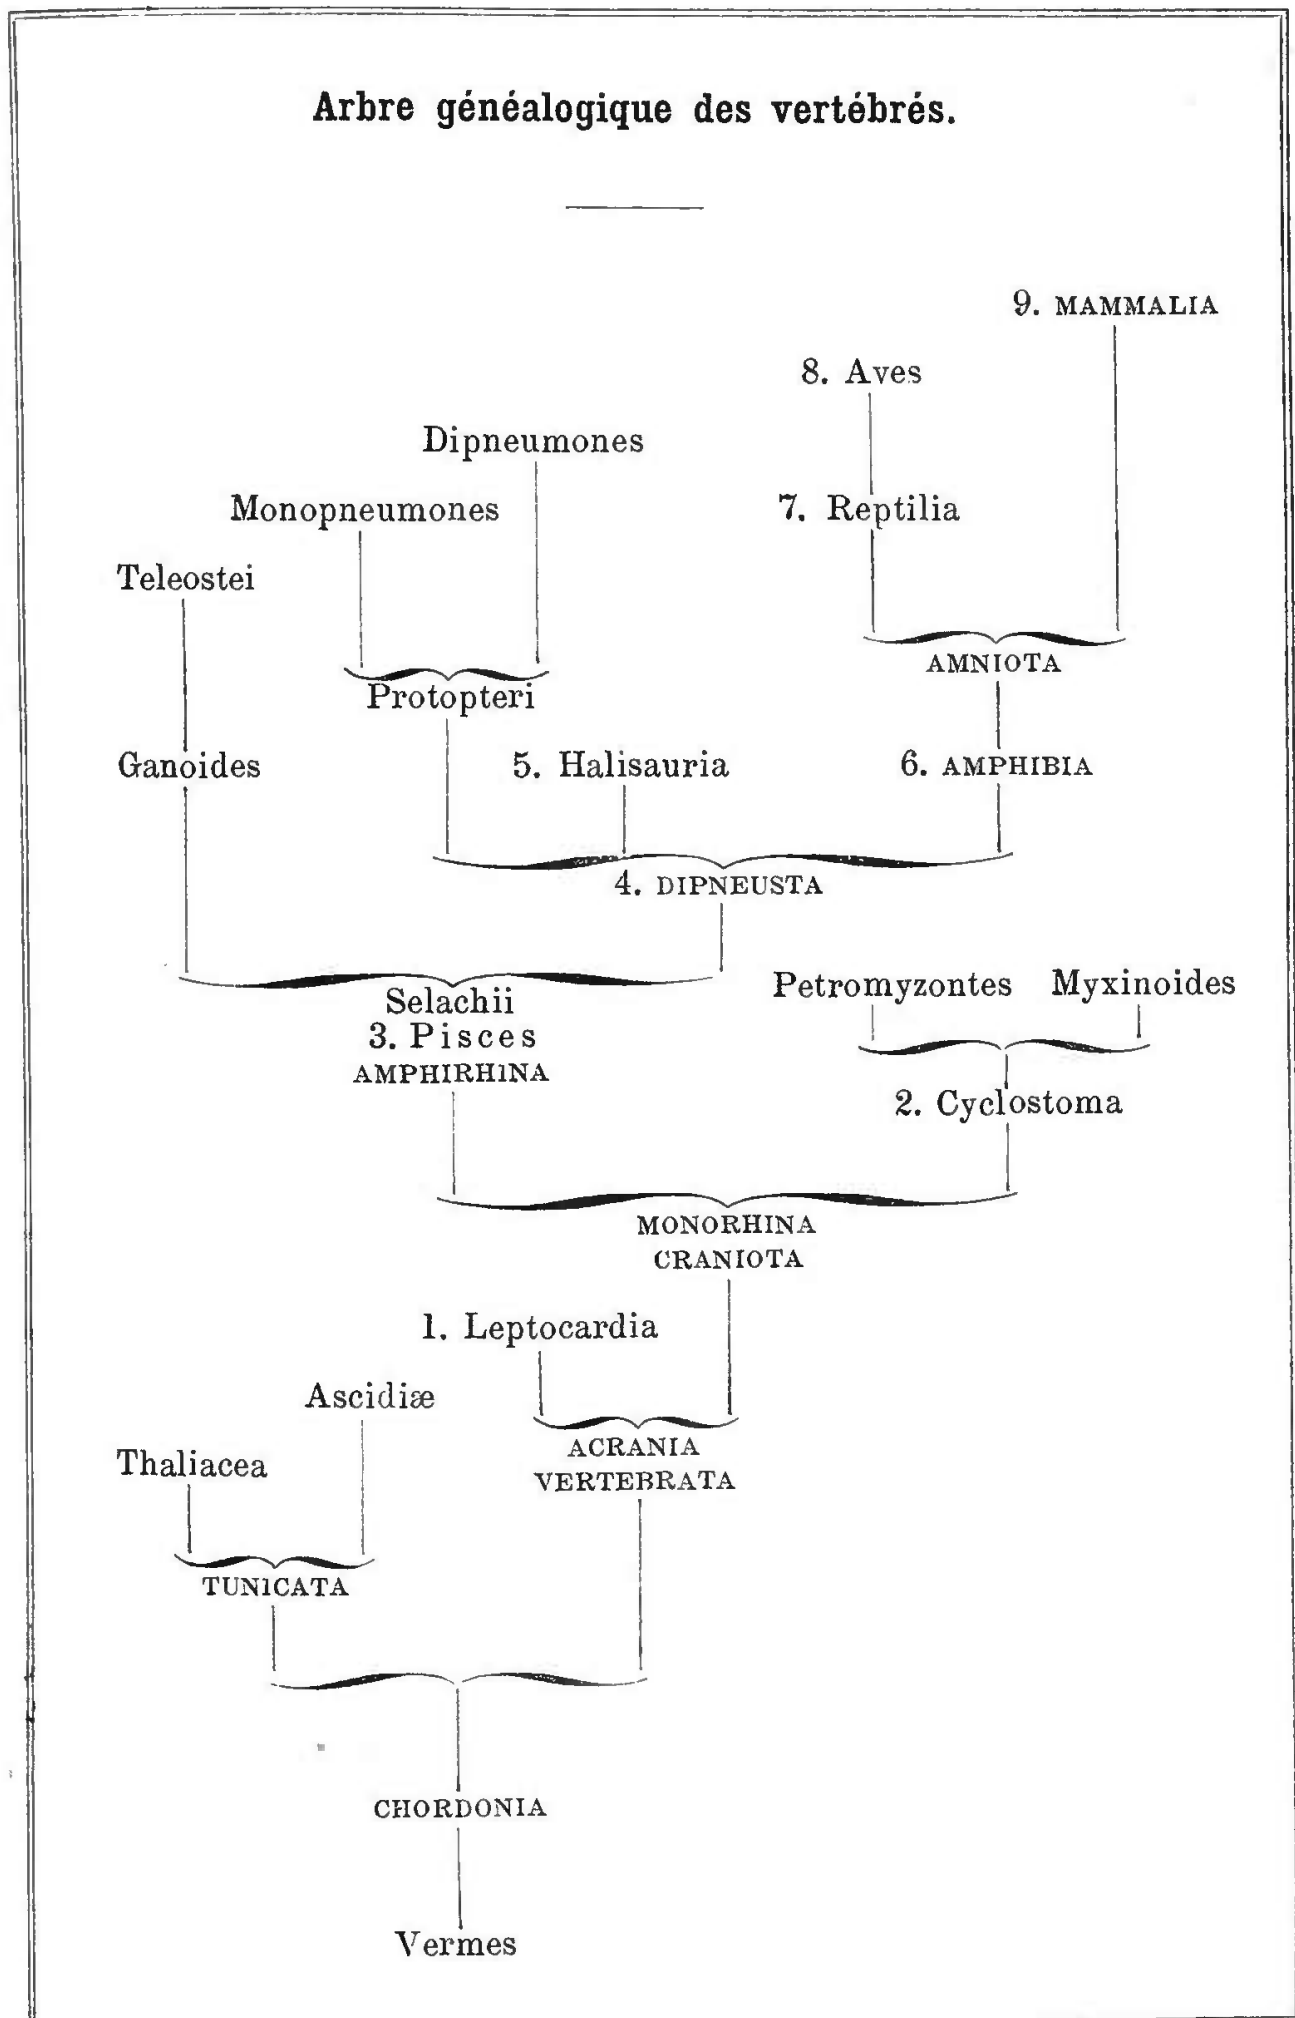 Arbre généalogique des vertébrés.
9. MAMMALIA
8. Aves
Dipneumones
Monopneumones
7. Reptilia
Teleostei
AMNIOTA
Protopteri
Ganoides
5. Halisauria
6. AMPHIBIA
4. DIPNEUSTA
Petromyzontes
Myxinoides
Selachii
3. Pisces
AMPHIRHINA
2. Cyclostoma
MONORHINA
CRANIOTA
1. Leptocardia
Ascidiæ
ACRANIA
Thaliacea
VERTEBRATA
TUNICATA
CHORDONIA
Vermes